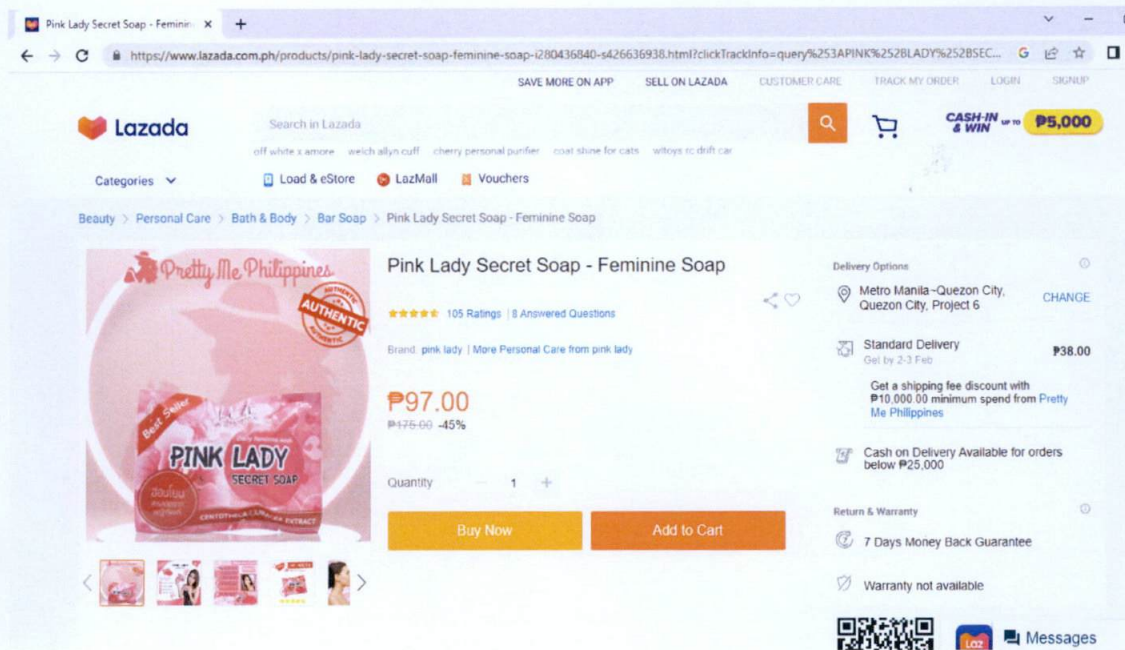 Pink Lady Secret Soap - Feminin
https://www.lazada.com.ph/products/pink-lady-secret-soap-feminine-soap-i280436840-s426636938.html?clickTrackInfo=query%253APINK%252BLADY%252BSEC...
SAVE MORE ON APP SELL ON LAZADA CUSTOMER CARE TRACK MY ORDER LOGIN SIGNUP
Lazada
Search in Lazada
CASH-IN & WIN UP TO ₱5,000
off white x amore welch allyn cuff cherry personal purifier coat shine for cats wltoys rc drift car
Categories Load & eStore LazMall Vouchers
Beauty > Personal Care > Bath & Body > Bar Soap > Pink Lady Secret Soap - Feminine Soap
Pretty Me Philippines
AUTHENTIC
AUTHENTIC
AUTHENTIC
Best Seller
PINK LADY
SECRET SOAP
Pink Lady Secret Soap - Feminine Soap
105 Ratings | 8 Answered Questions
Brand: pink lady | More Personal Care from pink lady
₱97.00
₱175.00 -45%
Quantity - 1 +
Buy Now Add to Cart
Delivery Options
Metro Manila~Quezon City,
Quezon City, Project 6
CHANGE
Standard Delivery ₱38.00
Get by 2-3 Feb
Get a shipping fee discount with
₱10,000.00 minimum spend from Pretty
Me Philippines
Cash on Delivery Available for orders
below ₱25,000
Return & Warranty
7 Days Money Back Guarantee
Warranty not available
Laz
Messages